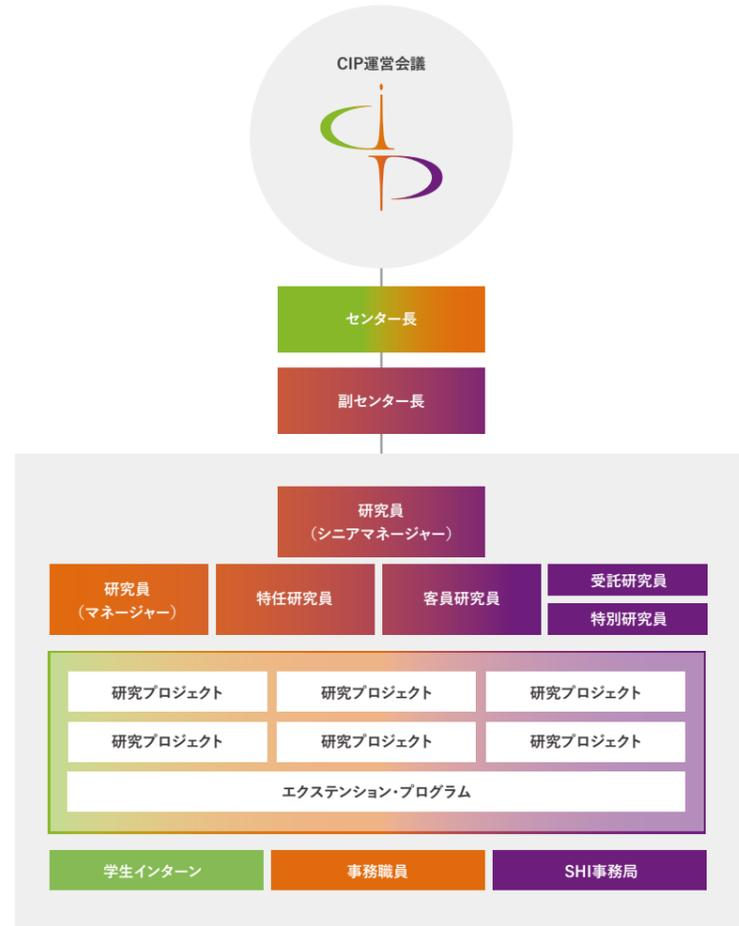 CIP運営会議
センター長
副センター長
研究員
（シニアマネージャー）
研究員
（マネージャー）
特任研究員
客員研究員
受託研究員
特別研究員
研究プロジェクト
研究プロジェクト
研究プロジェクト
研究プロジェクト
研究プロジェクト
研究プロジェクト
エクステンション・プログラム
学生インターン
事務職員
SHI事務局